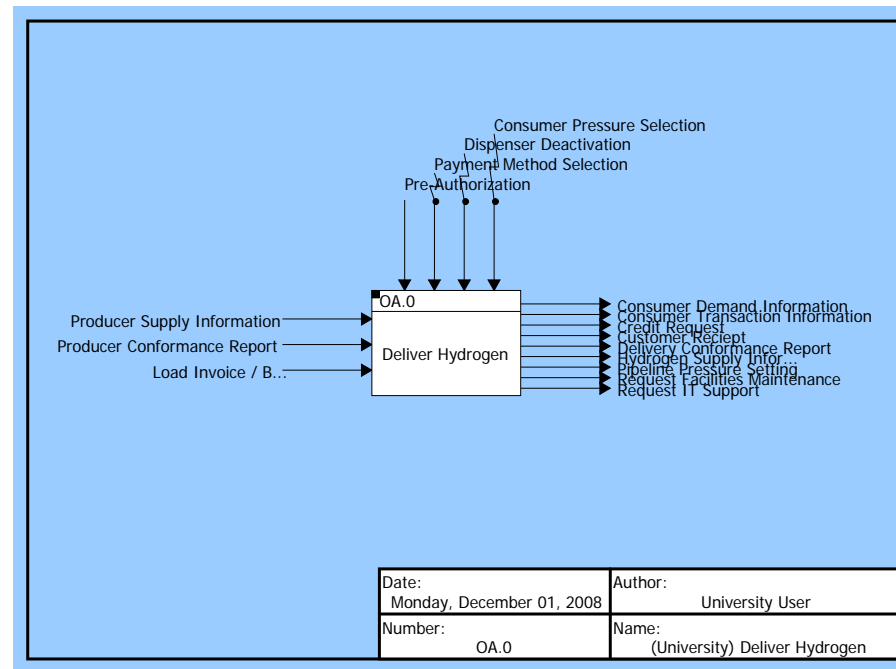 Consumer Pressure Selection
Dispenser Deactivation
Payment Method Selection
Pre-Authorization
OA.0
Deliver Hydrogen
Producer Supply Information
Producer Conformance Report
Load Invoice / B...
Consumer Demand Information
Consumer Transaction Information
Credit Request
Customer Reciept
Delivery Conformance Report
Hydrogen Supply Infor...
Pipeline Pressure Setting
Request Facilities Maintenance
Request IT Support
Date:
Monday, December 01, 2008
Author:
University User
Number:
OA.0
Name:
(University) Deliver Hydrogen